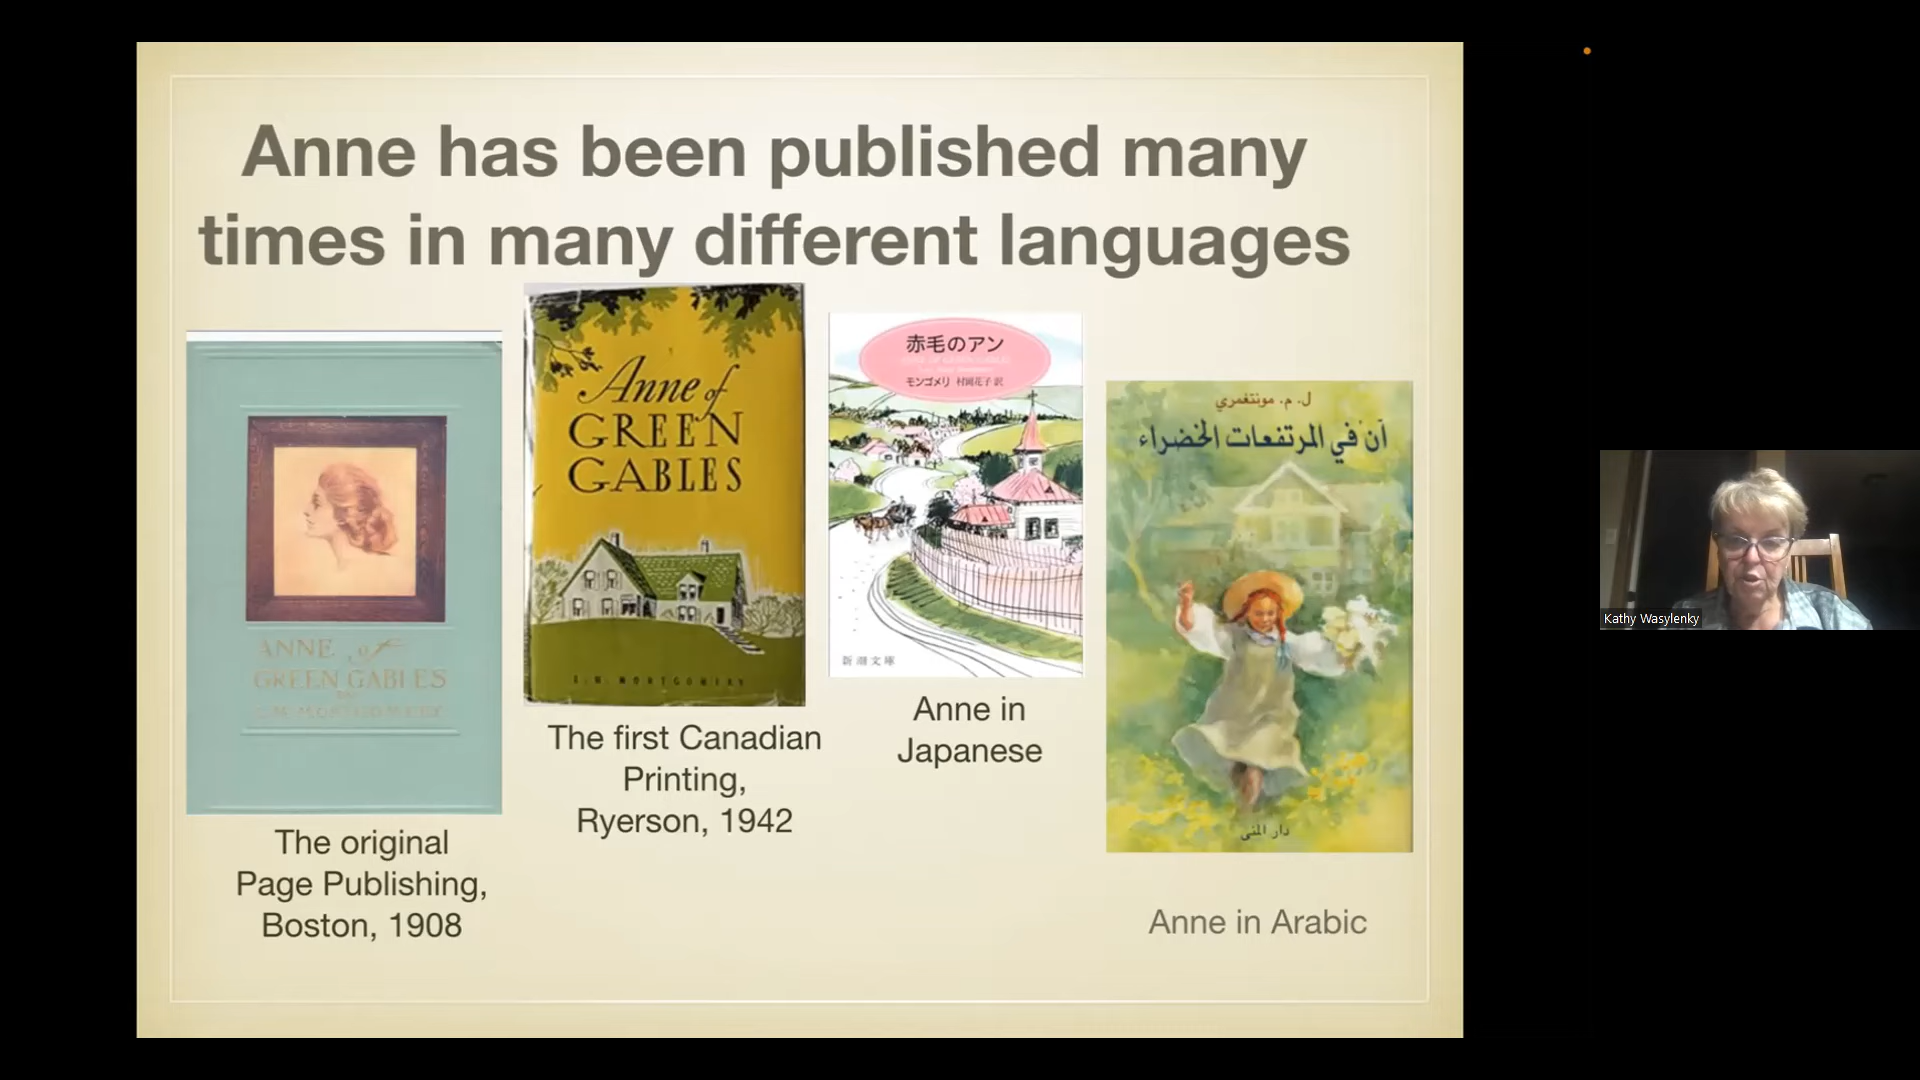 Anne has been published many
times in many different languages
ANNE of
GREEN GABLES
BY
L.M. MONTGOMERY
The original
Page Publishing,
Boston, 1908
Anne of
GREEN
GABLES
L. M. MONTGOMERY
The first Canadian
Printing,
Ryerson, 1942
赤毛のアン
モンゴメリ 村岡花子 訳
新潮文庫
Anne in
Japanese
ل. م. مونتغمري
آن في المرتفعات الخضراء
دار المنى
Anne in Arabic
Kathy Wasylenky